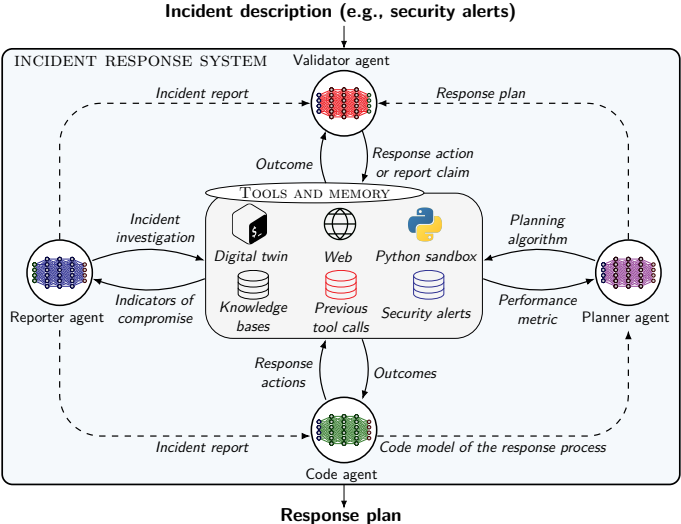 Incident description (e.g., security alerts)
INCIDENT RESPONSE SYSTEM
Validator agent
Incident report
Response plan
Outcome
Response action
or report claim
TOOLS AND MEMORY
Incident
investigation
$_
Digital twin
Web
Python sandbox
Planning
algorithm
Reporter agent
Indicators of
compromise
Knowledge
bases
Previous
tool calls
Security alerts
Performance
metric
Planner agent
Response
actions
Outcomes
Incident report
Code model of the response process
Code agent
Response plan